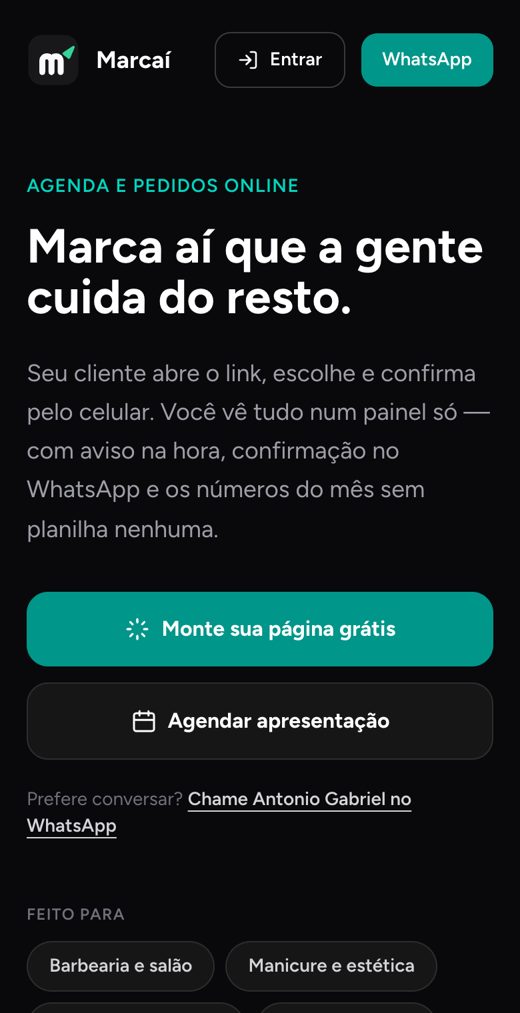 m Marcaí Entrar WhatsApp
AGENDA E PEDIDOS ONLINE
Marca aí que a gente
cuida do resto.
Seu cliente abre o link, escolhe e confirma
pelo celular. Você vê tudo num painel só —
com aviso na hora, confirmação no
WhatsApp e os números do mês sem
planilha nenhuma.
Monte sua página grátis
Agendar apresentação
Prefere conversar? Chame Antonio Gabriel no
WhatsApp
FEITO PARA
Barbearia e salão Manicure e estética